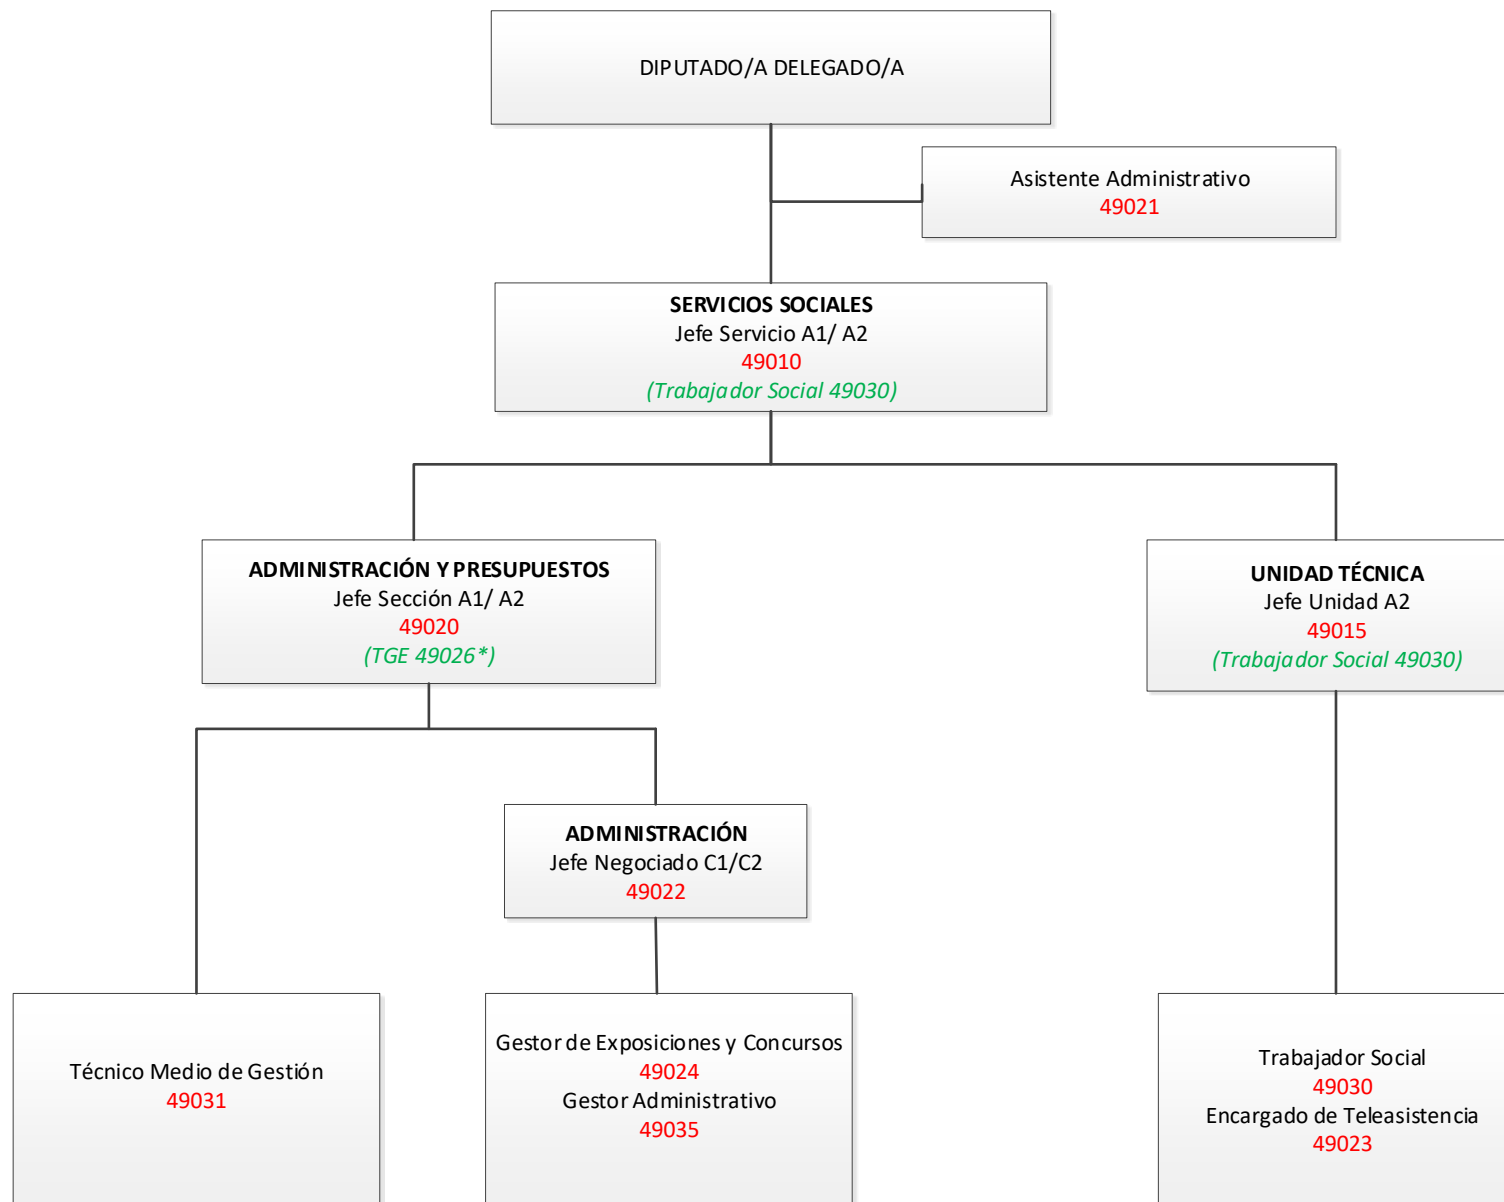 DIPUTADO/A DELEGADO/A
Asistente Administrativo
49021
SERVICIOS SOCIALES
Jefe Servicio A1/ A2
49010
(Trabajador Social 49030)
ADMINISTRACIÓN Y PRESUPUESTOS
Jefe Sección A1/ A2
49020
(TGE 49026*)
UNIDAD TÉCNICA
Jefe Unidad A2
49015
(Trabajador Social 49030)
ADMINISTRACIÓN
Jefe Negociado C1/C2
49022
Técnico Medio de Gestión
49031
Gestor de Exposiciones y Concursos
49024
Gestor Administrativo
49035
Trabajador Social
49030
Encargado de Teleasistencia
49023